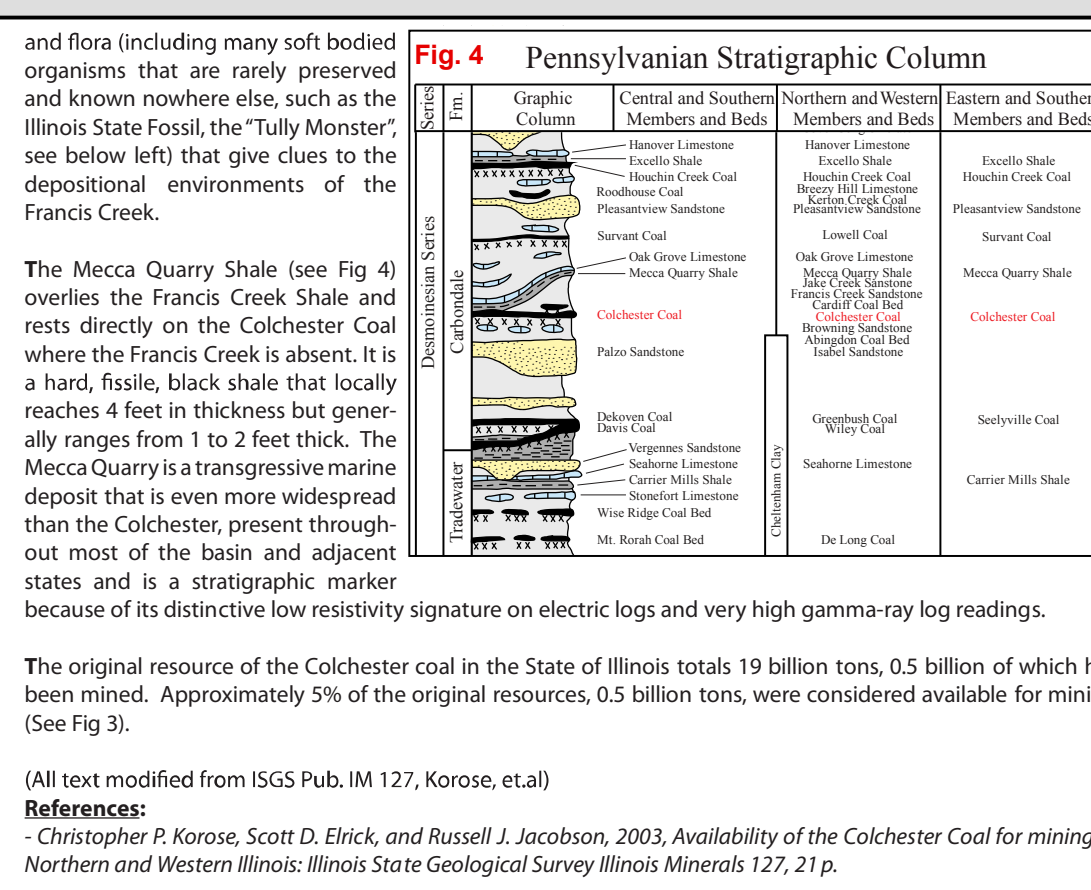 and flora (including many soft bodied
organisms that are rarely preserved
and known nowhere else, such as the
Illinois State Fossil, the “Tully Monster”,
see below left) that give clues to the
depositional environments of the
Francis Creek.
The Mecca Quarry Shale (see Fig 4)
overlies the Francis Creek Shale and
rests directly on the Colchester Coal
where the Francis Creek is absent. It is
a hard, fissile, black shale that locally
reaches 4 feet in thickness but gener-
ally ranges from 1 to 2 feet thick. The
Mecca Quarry is a transgressive marine
deposit that is even more widespread
than the Colchester, present through-
out most of the basin and adjacent
states and is a stratigraphic marker
because of its distinctive low resistivity signature on electric logs and very high gamma-ray log readings.
Fig. 4 Pennsylvanian Stratigraphic Column
Series
Fm.
Graphic
Column
Central and Southern
Members and Beds
Northern and Western
Members and Beds
Eastern and Southern
Members and Beds
Desmoinesian Series
Carbondale
Tradewater
Hanover Limestone
Excello Shale
Houchin Creek Coal
Roodhouse Coal
Pleasantview Sandstone
Survant Coal
Oak Grove Limestone
Mecca Quarry Shale
Colchester Coal
Palzo Sandstone
Dekoven Coal
Davis Coal
Vergennes Sandstone
Seahorne Limestone
Carrier Mills Shale
Stonefort Limestone
Wise Ridge Coal Bed
Mt. Rorah Coal Bed
Cheltenham Clay
Hanover Limestone
Excello Shale
Houchin Creek Coal
Breezy Hill Limestone
Kerton Creek Coal
Pleasantview Sandstone
Lowell Coal
Oak Grove Limestone
Mecca Quarry Shale
Jake Creek Sanstone
Francis Creek Sandstone
Cardiff Coal Bed
Colchester Coal
Browning Sandstone
Abingdon Coal Bed
Isabel Sandstone
Greenbush Coal
Wiley Coal
Seahorne Limestone
De Long Coal
Excello Shale
Houchin Creek Coal
Pleasantview Sandstone
Survant Coal
Mecca Quarry Shale
Colchester Coal
Seelyville Coal
Carrier Mills Shale
The original resource of the Colchester coal in the State of Illinois totals 19 billion tons, 0.5 billion of which
been mined. Approximately 5% of the original resources, 0.5 billion tons, were considered available for mini
(See Fig 3).
(All text modified from ISGS Pub. IM 127, Korose, et.al)
References:
- Christopher P. Korose, Scott D. Elrick, and Russell J. Jacobson, 2003, Availability of the Colchester Coal for mining
Northern and Western Illinois: Illinois State Geological Survey Illinois Minerals 127, 21 p.